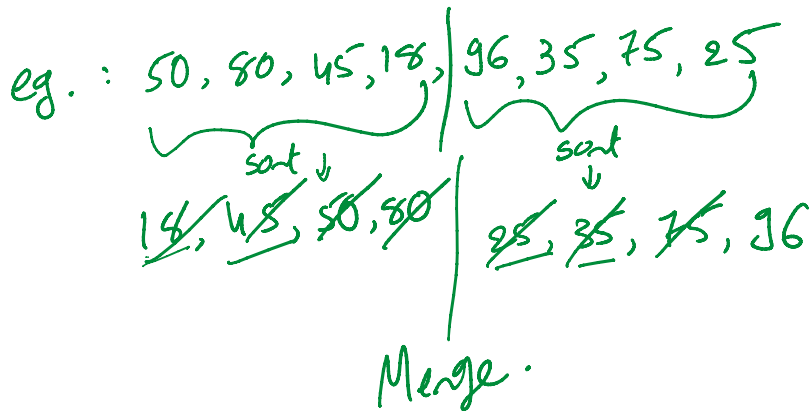 eg. : 50, 80, 45, 18, | 96, 35, 75, 25
sort ↓ sort ↓
18, 45, 50, 80 | 25, 35, 75, 96
Merge.